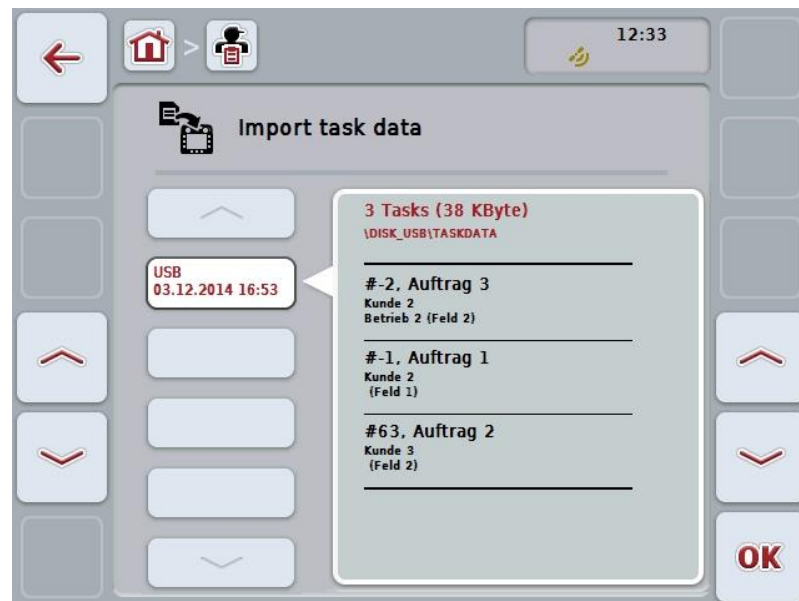 >
12:33
Import task data
USB
03.12.2014 16:53
3 Tasks (38 KByte)
\DISK_USB\TASKDATA
#-2, Auftrag 3
Kunde 2
Betrieb 2 (Feld 2)
#-1, Auftrag 1
Kunde 2
(Feld 1)
#63, Auftrag 2
Kunde 3
(Feld 2)
OK